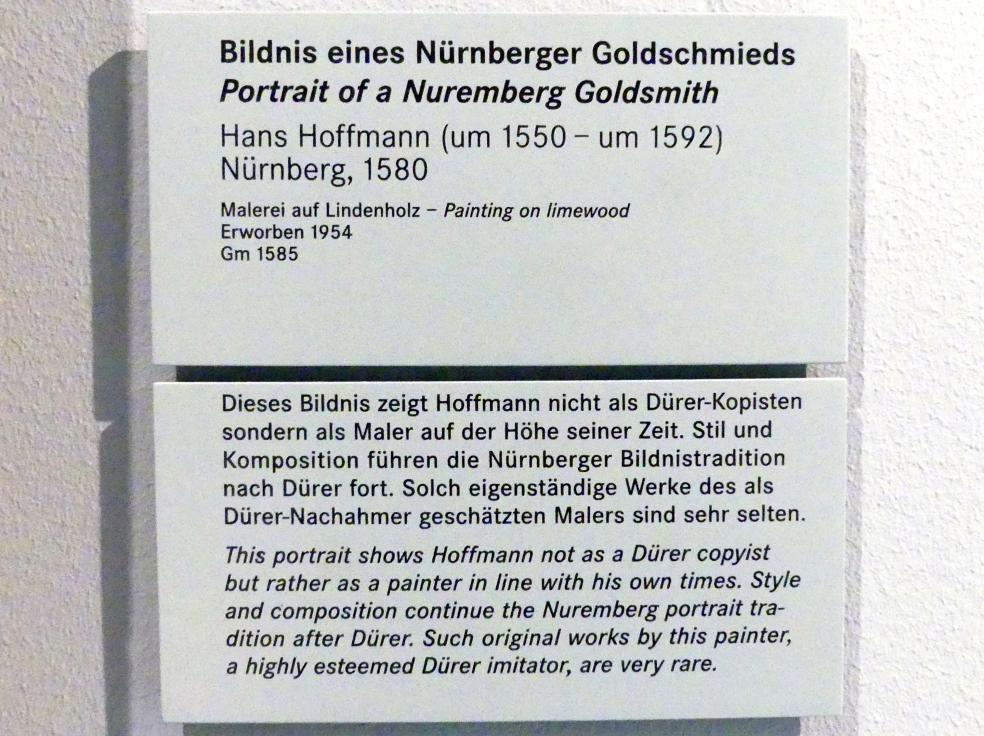 Bildnis eines Nürnberger Goldschmieds
Portrait of a Nuremberg Goldsmith
Hans Hoffmann (um 1550 – um 1592)
Nürnberg, 1580
Malerei auf Lindenholz – Painting on limewood
Erworben 1954
Gm 1585
Dieses Bildnis zeigt Hoffmann nicht als Dürer-Kopisten
sondern als Maler auf der Höhe seiner Zeit. Stil und
Komposition führen die Nürnberger Bildnistradition
nach Dürer fort. Solch eigenständige Werke des als
Dürer-Nachahmer geschätzten Malers sind sehr selten.
This portrait shows Hoffmann not as a Dürer copyist
but rather as a painter in line with his own times. Style
and composition continue the Nuremberg portrait tra-
dition after Dürer. Such original works by this painter,
a highly esteemed Dürer imitator, are very rare.